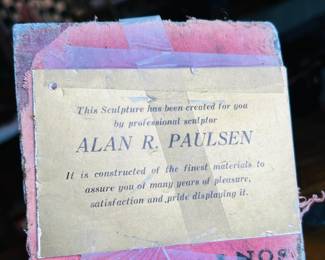 This Sculpture has been created for you
by professional sculptor
ALAN R. PAULSEN
It is constructed of the finest materials to
assure you of many years of pleasure,
satisfaction and pride displaying it.